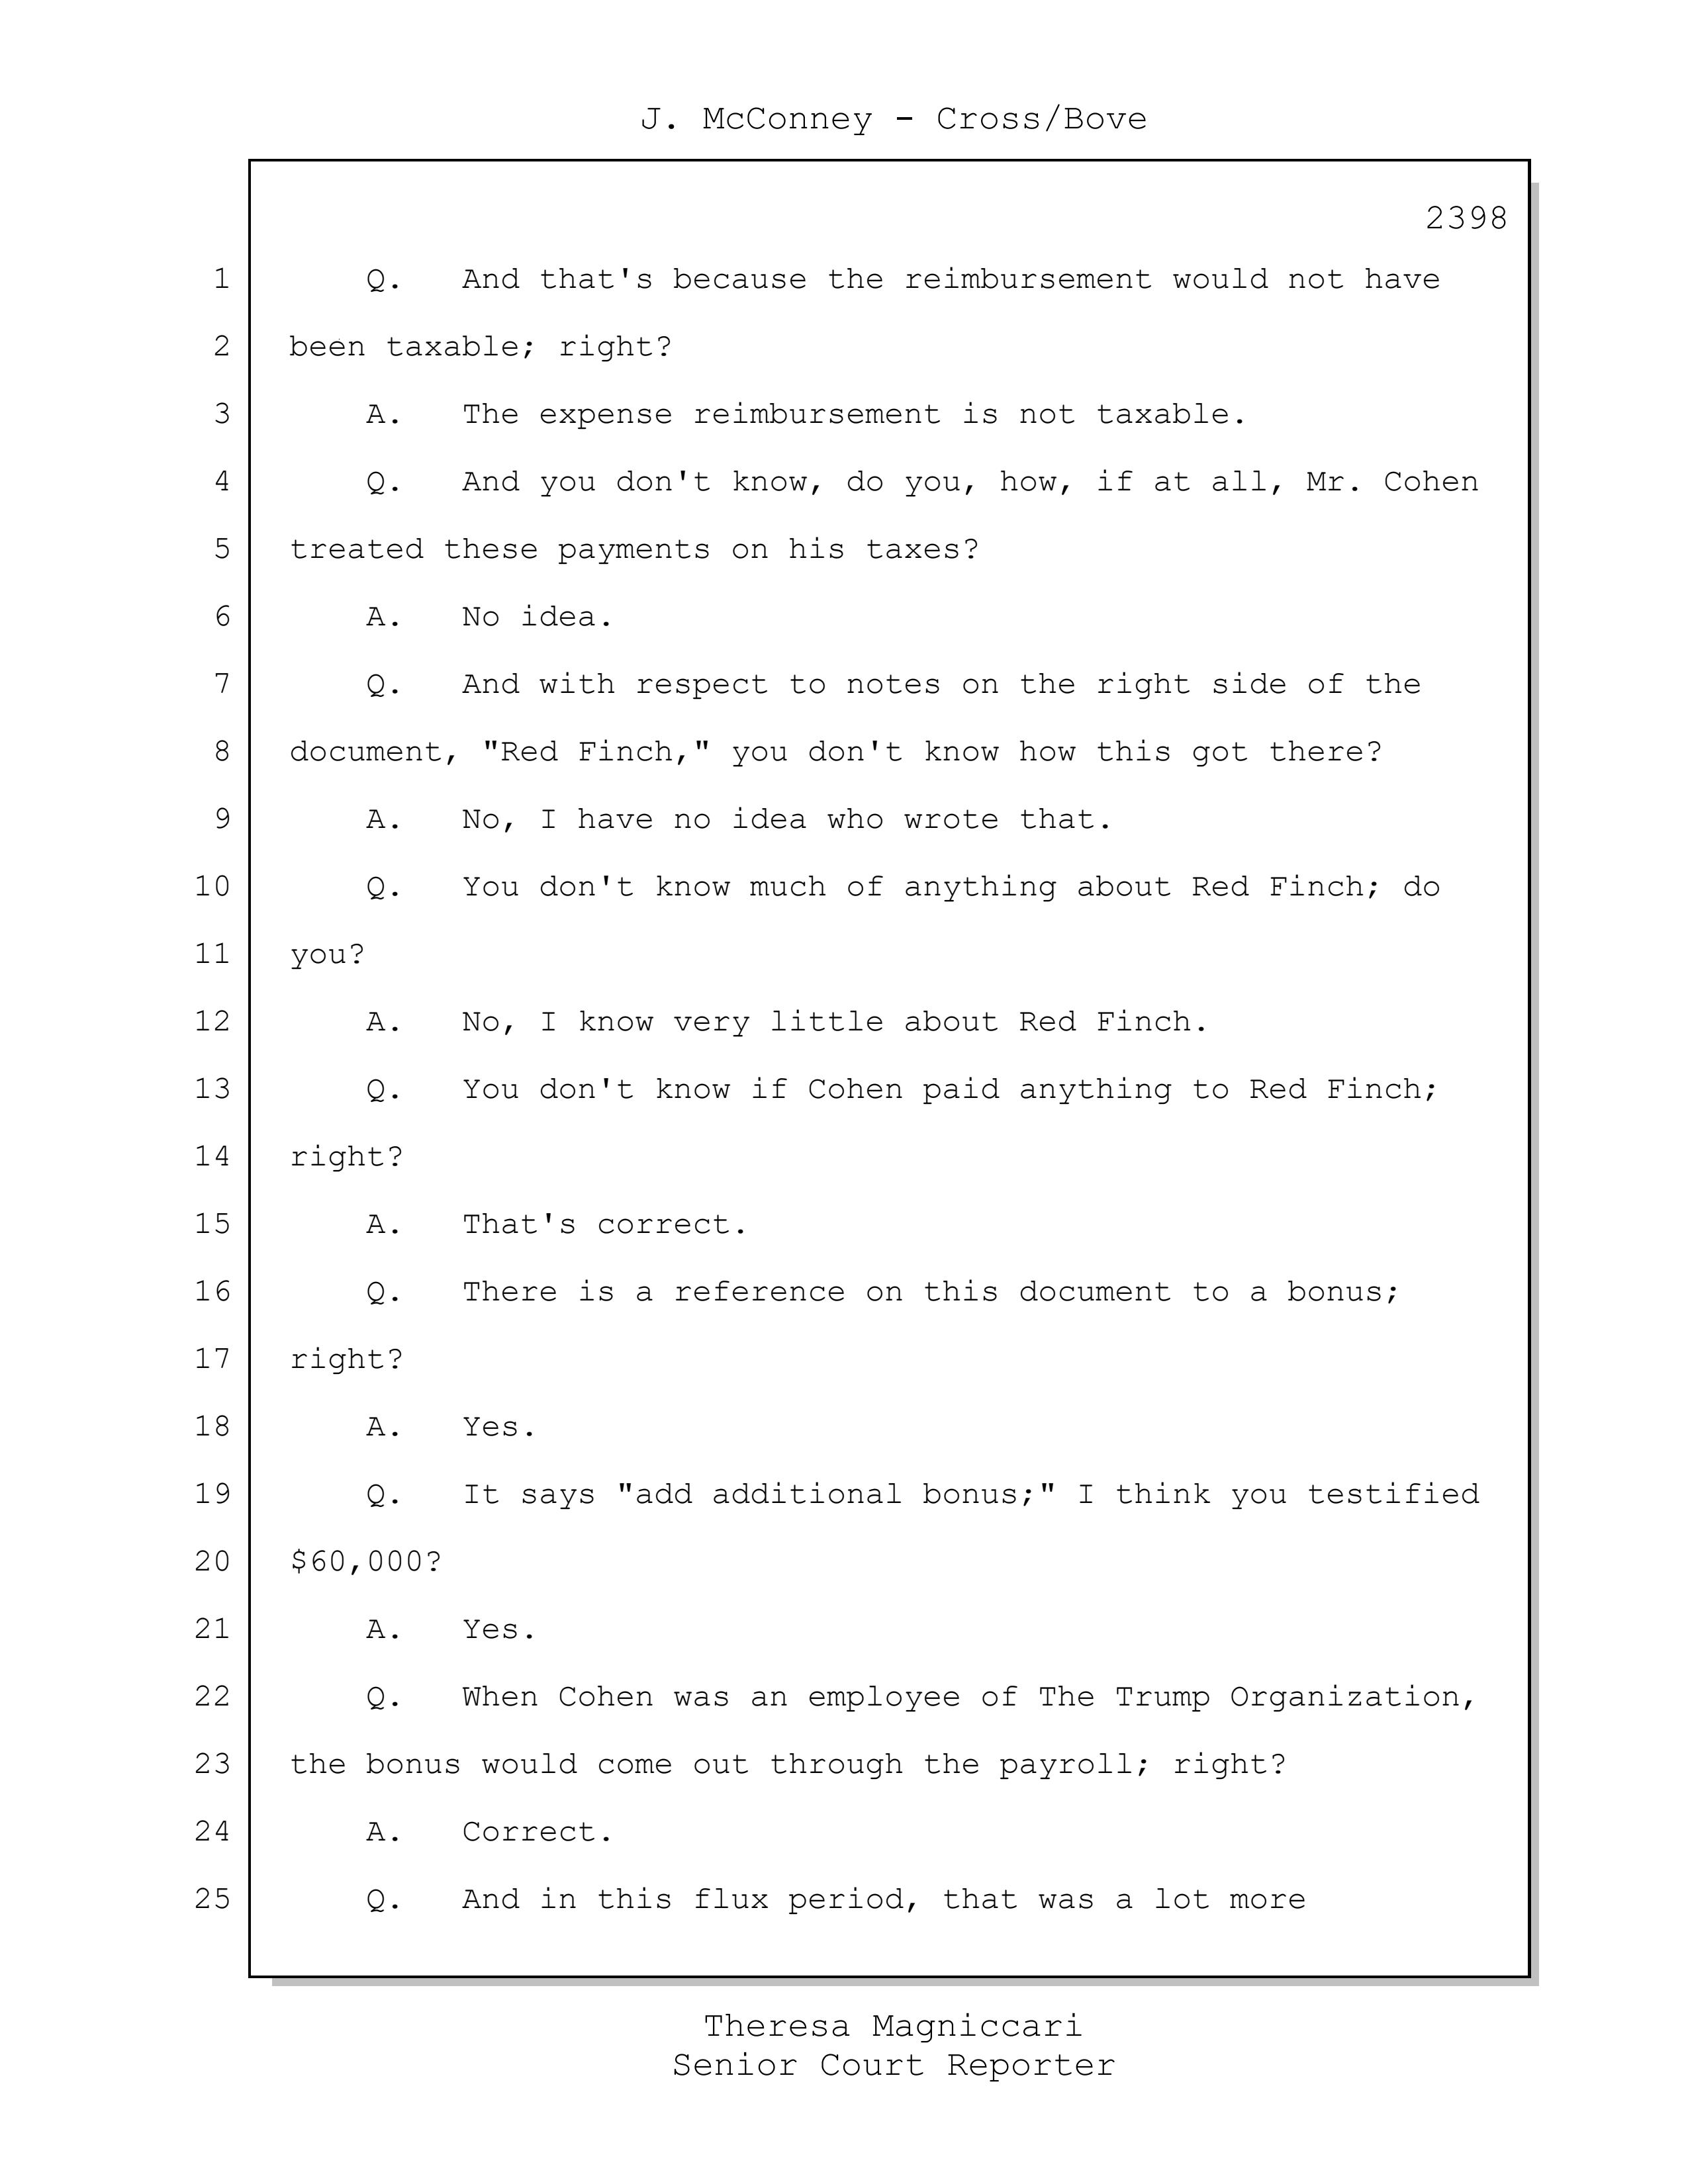 J. McConney - Cross/Bove
2398
1 Q. And that's because the reimbursement would not have
2 been taxable; right?
3 A. The expense reimbursement is not taxable.
4 Q. And you don't know, do you, how, if at all, Mr. Cohen
5 treated these payments on his taxes?
6 A. No idea.
7 Q. And with respect to notes on the right side of the
8 document, "Red Finch," you don't know how this got there?
9 A. No, I have no idea who wrote that.
10 Q. You don't know much of anything about Red Finch; do
11 you?
12 A. No, I know very little about Red Finch.
13 Q. You don't know if Cohen paid anything to Red Finch;
14 right?
15 A. That's correct.
16 Q. There is a reference on this document to a bonus;
17 right?
18 A. Yes.
19 Q. It says "add additional bonus;" I think you testified
20 $60,000?
21 A. Yes.
22 Q. When Cohen was an employee of The Trump Organization,
23 the bonus would come out through the payroll; right?
24 A. Correct.
25 Q. And in this flux period, that was a lot more
Theresa Magniccari
Senior Court Reporter